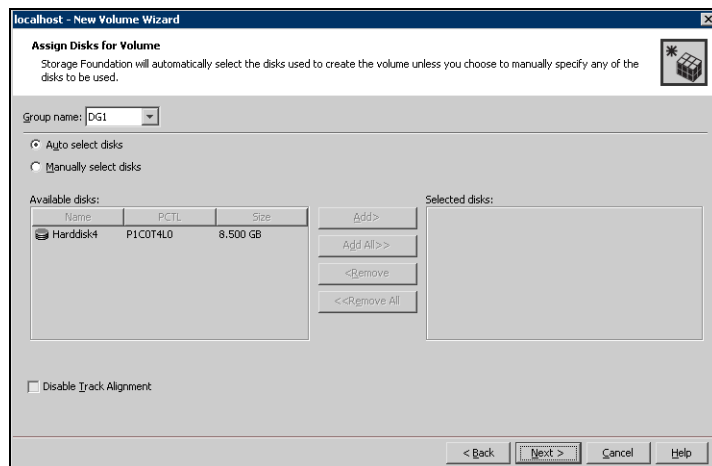 localhost - New Volume Wizard
Assign Disks for Volume
Storage Foundation will automatically select the disks used to create the volume unless you choose to manually specify any of the
disks to be used.
Group name: DG1
Auto select disks
Manually select disks
Available disks:
Selected disks:
Name PCTL Size
Harddisk4 P1C0T4L0 8.500 GB
Add>
Add All>>
<Remove
<<Remove All
Disable Track Alignment
< Back Next > Cancel Help